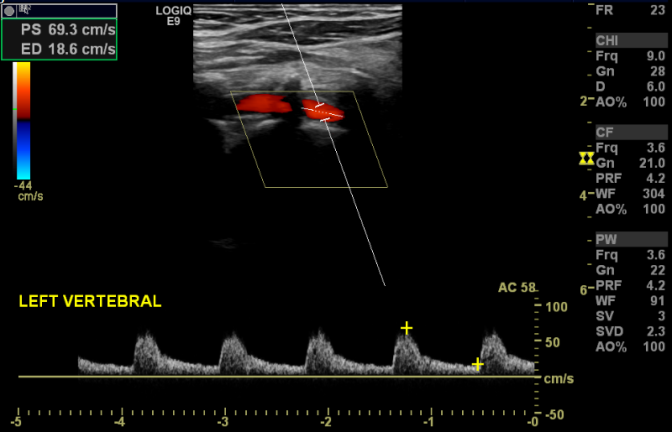 PS 69.3 cm/s
ED 18.6 cm/s
LOGIQ
E9
-44
cm/s
FR 23
CHI
Frq 9.0
Gn 28
D 6.0
AO% 100
CF
Frq 3.6
Gn 21.0
PRF 4.2
WF 304
AO% 100
PW
Frq 3.6
Gn 22
PRF 4.2
WF 91
SV 3
SVD 2.3
AO% 100
2
4
6
LEFT VERTEBRAL
AC 58
100
50
cm/s
-50
-5 -4 -3 -2 -1 -0